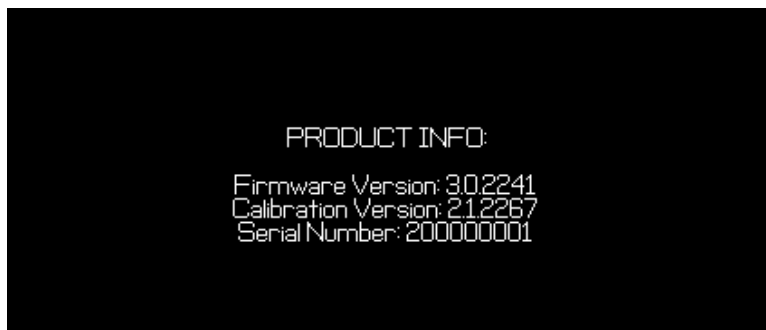 PRODUCT INFO:
Firmware Version: 3.0.2241
Calibration Version: 2.1.2267
Serial Number: 200000001